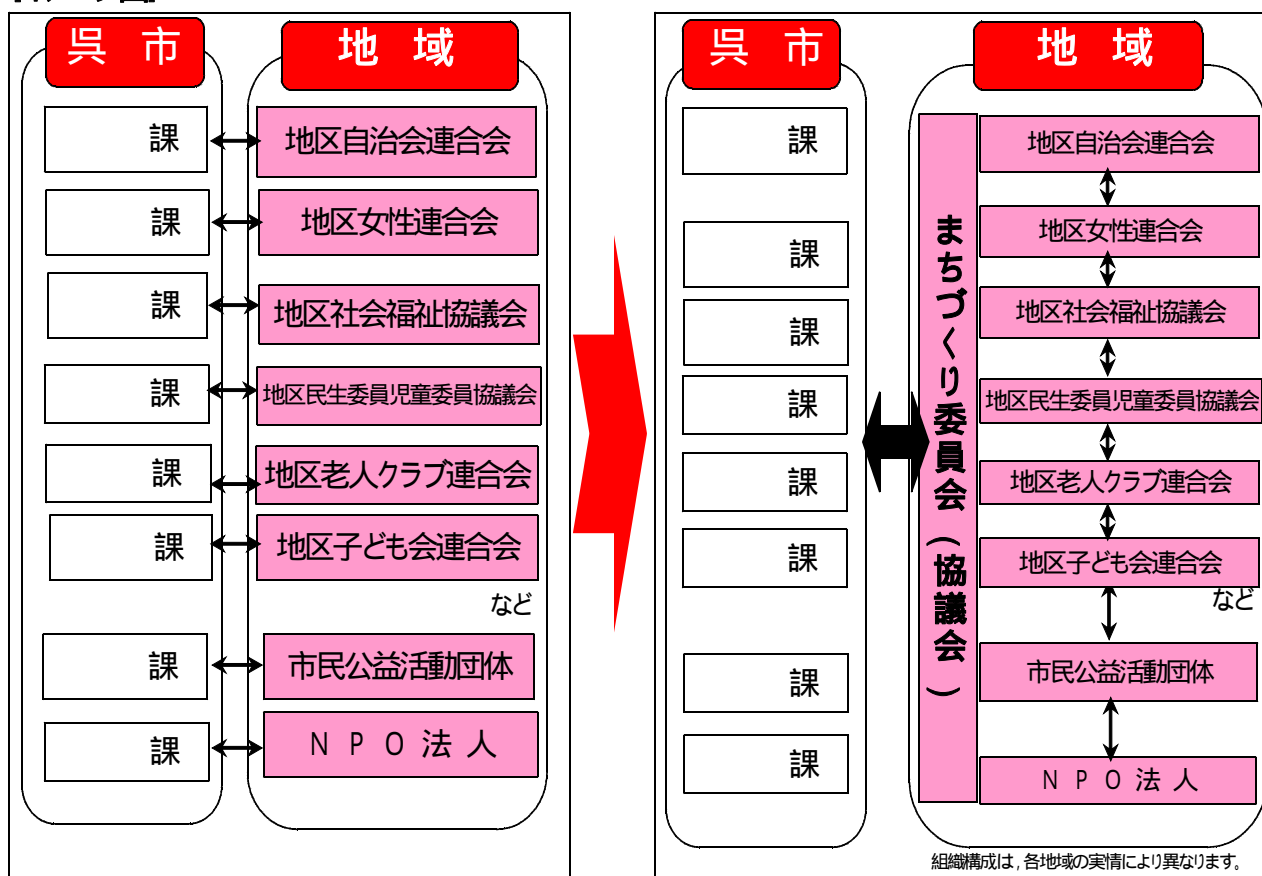 呉 市
地 域
課
地区自治会連合会
課
地区女性連合会
課
地区社会福祉協議会
課
地区民生委員児童委員協議会
課
地区老人クラブ連合会
課
地区子ども会連合会
など
課
市民公益活動団体
課
N P O 法 人
呉 市
地 域
課
課
課
課
課
課
課
課
まちづくり委員会(協議会)
地区自治会連合会
地区女性連合会
地区社会福祉協議会
地区民生委員児童委員協議会
地区老人クラブ連合会
地区子ども会連合会
など
市民公益活動団体
N P O 法 人
組織構成は,各地域の実情により異なります。